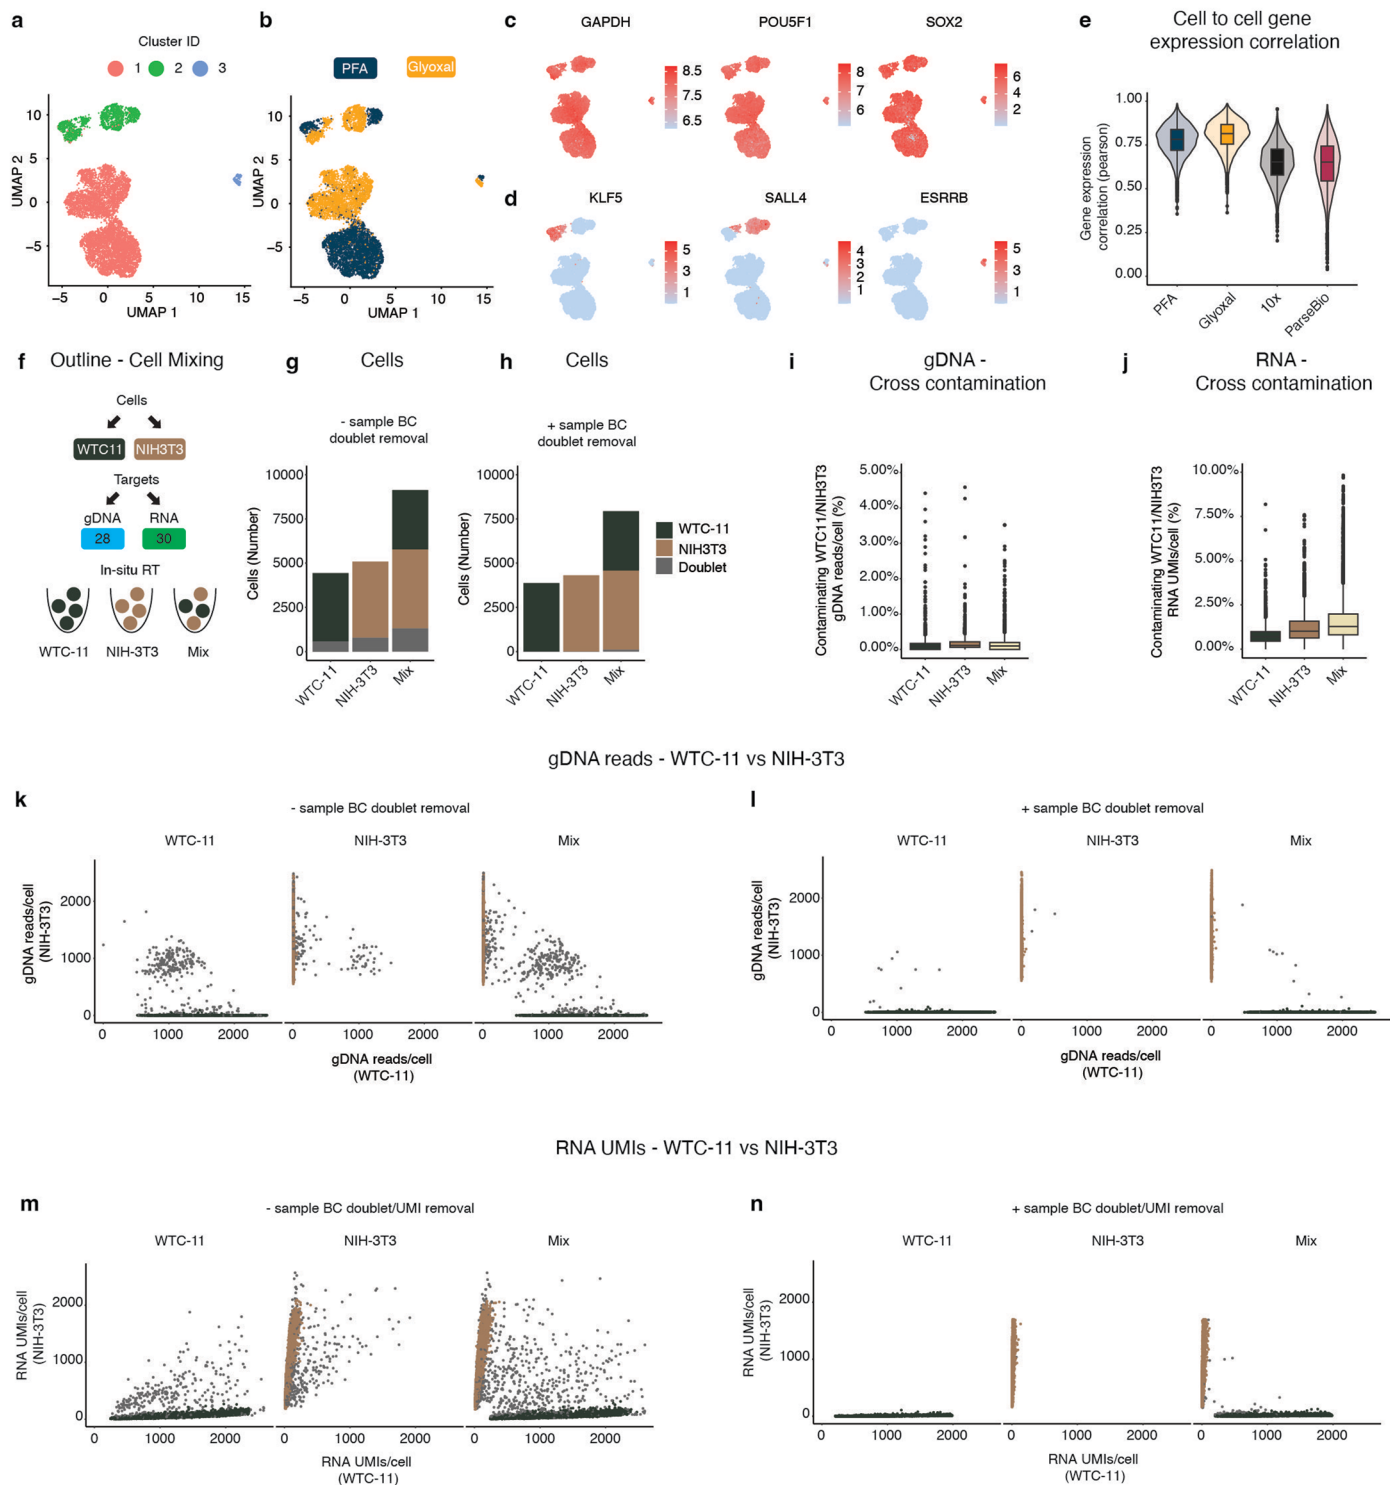 a
Cluster ID
1 2 3
UMAP 2
10
5
0
−5
−5 0 5 10 15
UMAP 1
b
PFA Glyoxal
UMAP 2
10
5
0
−5
−5 0 5 10 15
UMAP 1
c
GAPDH POU5F1 SOX2
8.5
7.5
6.5
8
7
6
6
4
2
d
KLF5 SALL4 ESRRB
5
3
1
4
3
2
1
5
3
1
e
Cell to cell gene
expression correlation
Gene expression
correlation (pearson)
1.00
0.75
0.50
0.25
0.00
PFA Glyoxal 10x ParseBio
f
Outline - Cell Mixing
Cells
WTC11 NIH3T3
Targets
gDNA RNA
28 30
In-situ RT
WTC-11 NIH-3T3 Mix
g
Cells
- sample BC
doublet removal
Cells (Number)
10000
7500
5000
2500
0
WTC-11 NIH-3T3 Mix
h
Cells
+ sample BC
doublet removal
Cells (Number)
10000
7500
5000
2500
0
WTC-11 NIH-3T3 Mix
WTC-11
NIH3T3
Doublet
i
gDNA -
Cross contamination
Contaminating WTC11/NIH3T3
gDNA reads/cell (%)
5.00%
4.00%
3.00%
2.00%
1.00%
0.00%
WTC-11 NIH-3T3 Mix
j
RNA -
Cross contamination
Contaminating WTC11/NIH3T3
RNA UMIs/cell (%)
10.00%
7.50%
5.00%
2.50%
0.00%
WTC-11 NIH-3T3 Mix
gDNA reads - WTC-11 vs NIH-3T3
k
- sample BC doublet removal
WTC-11 NIH-3T3 Mix
gDNA reads/cell
(NIH-3T3)
2000
1000
0
0 1000 2000 0 1000 2000 0 1000 2000
gDNA reads/cell
(WTC-11)
l
+ sample BC doublet removal
WTC-11 NIH-3T3 Mix
gDNA reads/cell
(NIH-3T3)
2000
1000
0
0 1000 2000 0 1000 2000 0 1000 2000
gDNA reads/cell
(WTC-11)
RNA UMIs - WTC-11 vs NIH-3T3
m
- sample BC doublet/UMI removal
WTC-11 NIH-3T3 Mix
RNA UMIs/cell
(NIH-3T3)
2000
1000
0
0 1000 2000 0 1000 2000 0 1000 2000
RNA UMIs/cell
(WTC-11)
n
+ sample BC doublet/UMI removal
WTC-11 NIH-3T3 Mix
RNA UMIs/cell
(NIH-3T3)
2000
1000
0
0 1000 2000 0 1000 2000 0 1000 2000
RNA UMIs/cell
(WTC-11)